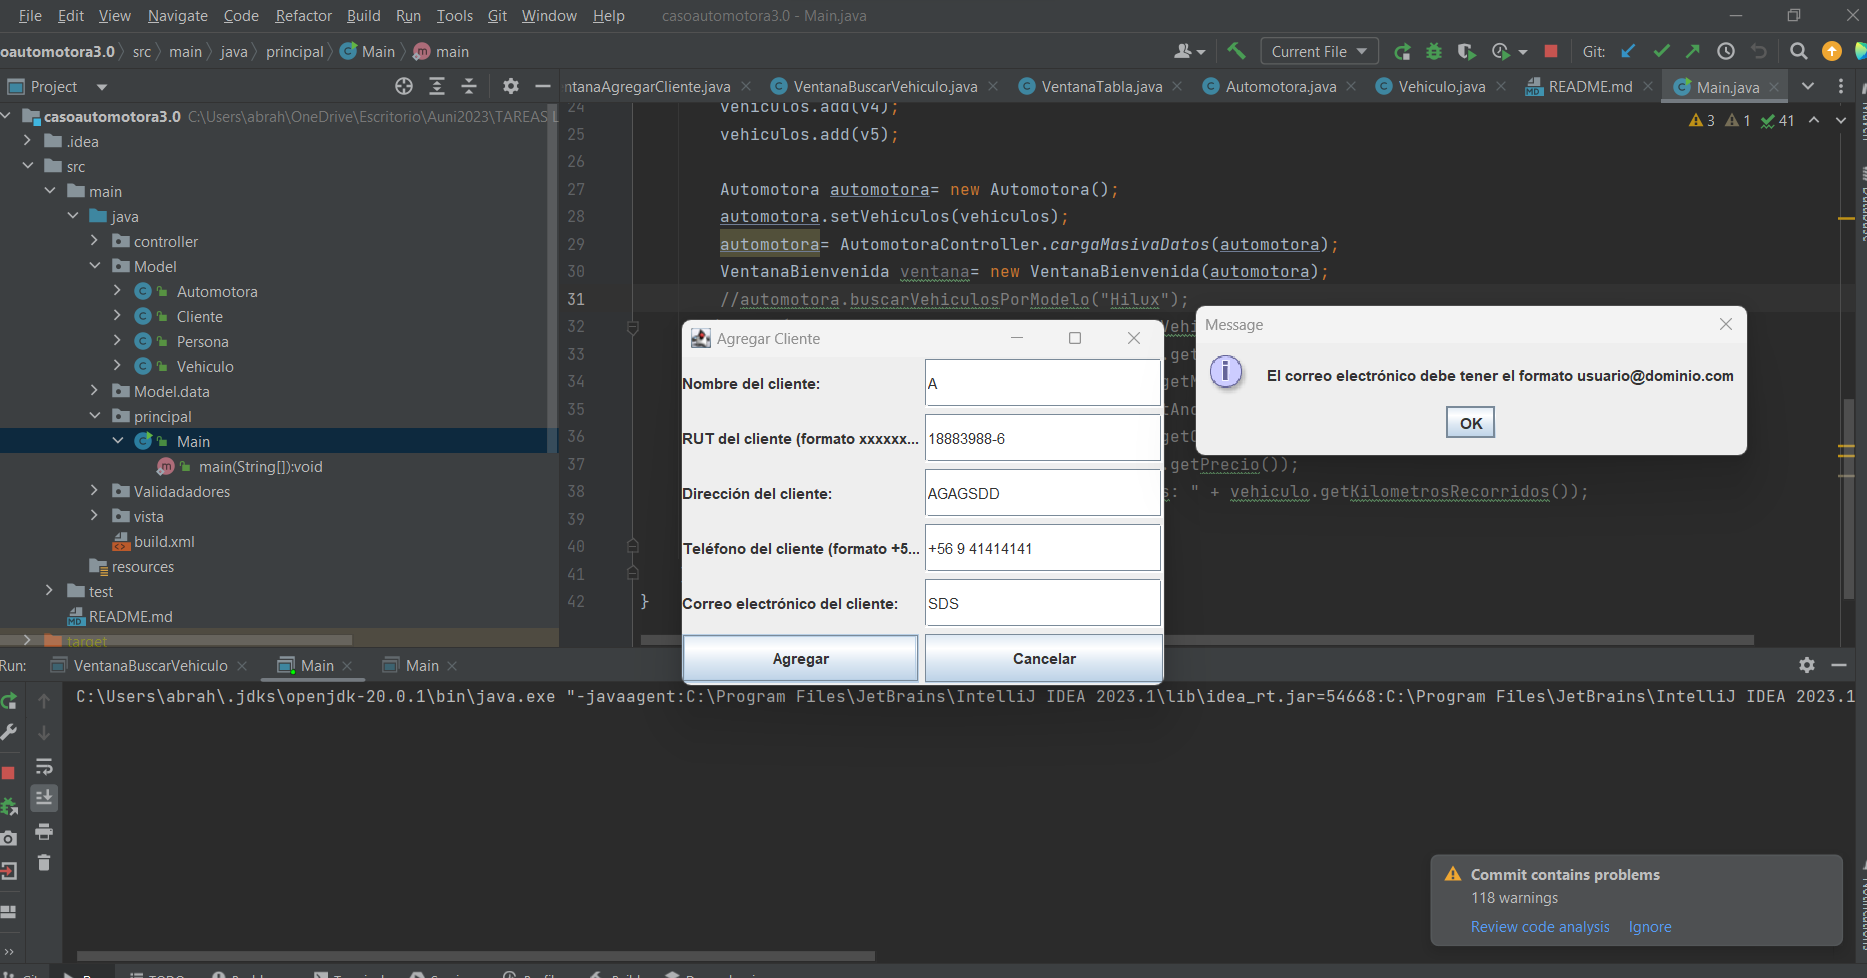 File Edit View Navigate Code Refactor Build Run Tools Git Window Help casoautomotora3.0 - Main.java
oautomotora3.0 src main java principal Main main
Current File Git:
Project
ntanaAgregarCliente.java VentanaBuscarVehiculo.java VentanaTabla.java Automotora.java Vehiculo.java README.md Main.java
casoautomotora3.0 C:\Users\abrah\OneDrive\Escritorio\Auni2023\TAREAS L
.idea
src
main
java
controller
Model
Automotora
Cliente
Persona
Vehiculo
Model.data
principal
Main
main(String[]):void
Validadadores
vista
build.xml
resources
test
README.md
target
3 1 41
24 vehiculos.add(v4);
25 vehiculos.add(v5);
26
27 Automotora automotora= new Automotora();
28 automotora.setVehiculos(vehiculos);
29 automotora= AutomotoraController.cargaMasivaDatos(automotora);
30 VentanaBienvenida ventana= new VentanaBienvenida(automotora);
31 //automotora.buscarVehiculosPorModelo("Hilux");
32 Vehi
33 .get
34 getM
35 tAnc
36 getC
37 .getPrecio());
38 s: " + vehiculo.getKilometrosRecorridos());
39
40
41
42 }
Agregar Cliente
Nombre del cliente: A
RUT del cliente (formato xxxxxx... 18883988-6
Dirección del cliente: AGAGSDD
Teléfono del cliente (formato +5... +56 9 41414141
Correo electrónico del cliente: SDS
Agregar Cancelar
Message
El correo electrónico debe tener el formato usuario@dominio.com
OK
Run: VentanaBuscarVehiculo Main Main
C:\Users\abrah\.jdks\openjdk-20.0.1\bin\java.exe "-javaagent:C:\Program Files\JetBrains\IntelliJ IDEA 2023.1\lib\idea_rt.jar=54668:C:\Program Files\JetBrains\IntelliJ IDEA 2023.1
Commit contains problems
118 warnings
Review code analysis Ignore